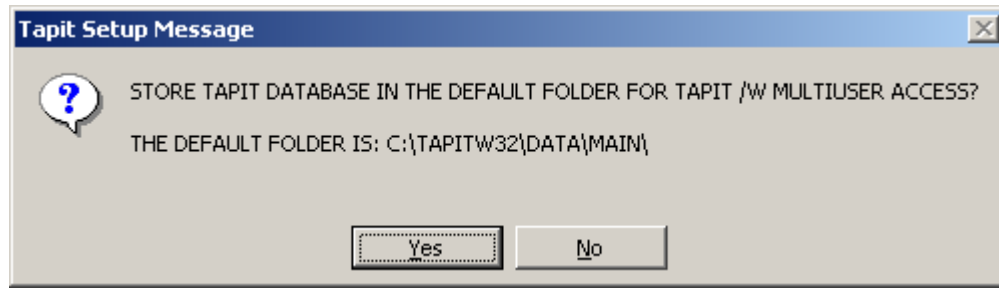 Tapit Setup Message
STORE TAPIT DATABASE IN THE DEFAULT FOLDER FOR TAPIT /W MULTIUSER ACCESS?
THE DEFAULT FOLDER IS: C:\TAPITW32\DATA\MAIN\
Yes No